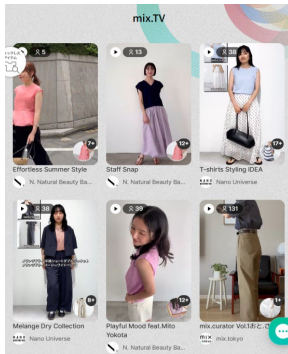 mix.TV
5
13
38
7+
12+
17+
Effortless Summer Style
Staff Snap
T-shirts Styling IDEA
N. Natural Beauty Ba...
N. Natural Beauty Ba...
Nano Universe
38
39
131
8+
12+
Melange Dry Collection
Playful Mood feat.Mito
Yokota
mix.curator Vol.1おと.さ
Nano Universe
N. Natural Beauty Ba...
mix.tokyo